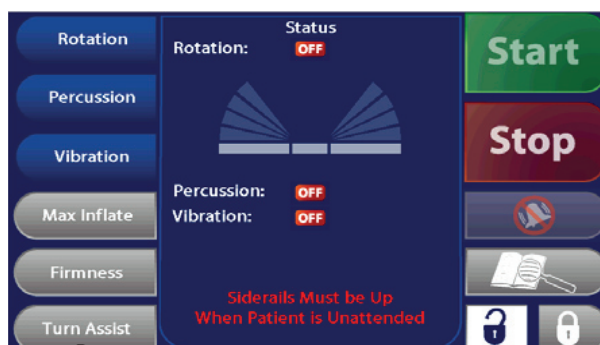 Rotation
Percussion
Vibration
Max Inflate
Firmness
Turn Assist
Status
Rotation: OFF
Percussion: OFF
Vibration: OFF
Siderails Must be Up
When Patient is Unattended
Start
Stop